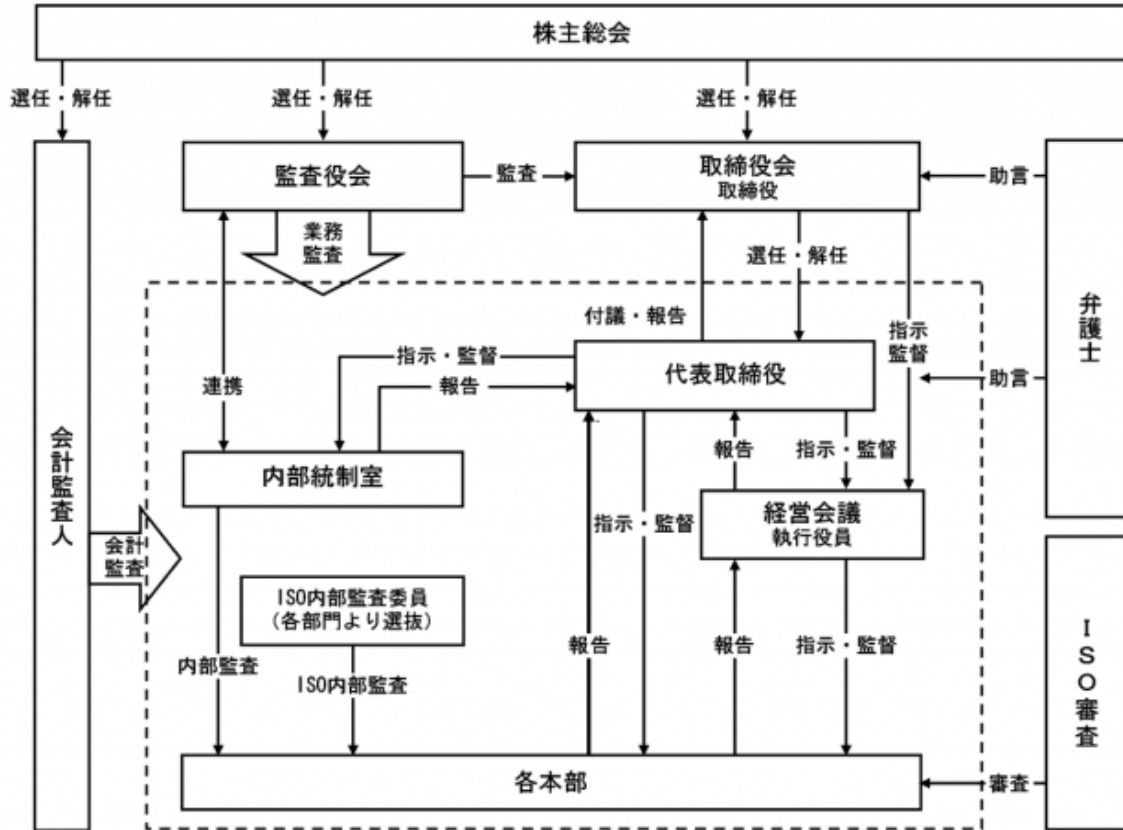 株主総会
選任・解任
選任・解任
選任・解任
監査役会
監査
取締役会
取締役
助言
業務
監査
選任・解任
付議・報告
指示
監督
弁護士
指示・監督
代表取締役
助言
連携
報告
会計監査人
報告
指示・監督
内部統制室
経営会議
執行役員
指示・監督
会計
監査
ISO内部監査委員
(各部門より選抜)
報告
報告
指示・監督
ISO審査
内部監査
ISO内部監査
各本部
審査